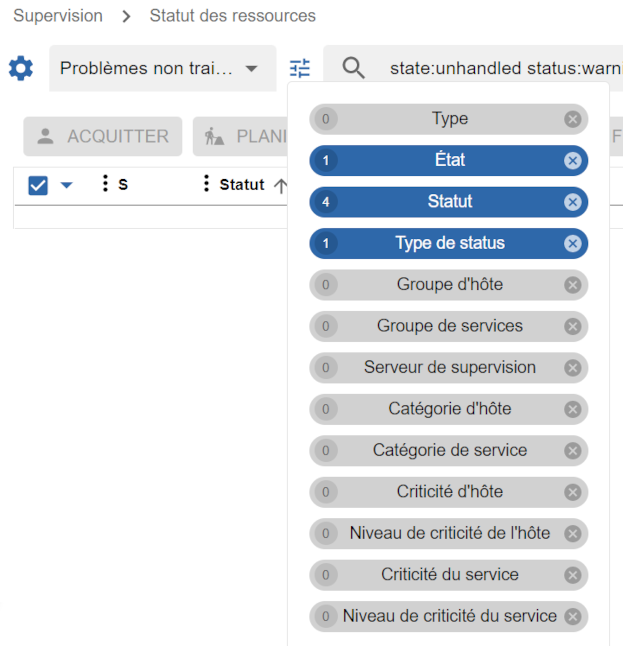 Supervision > Statut des ressources
Problèmes non trai... state:unhandled status:warn
ACQUITTER PLANI F
S Statut
0 Type
1 État
4 Statut
1 Type de status
0 Groupe d'hôte
0 Groupe de services
0 Serveur de supervision
0 Catégorie d'hôte
0 Catégorie de service
0 Criticité d'hôte
0 Niveau de criticité de l'hôte
0 Criticité du service
0 Niveau de criticité du service